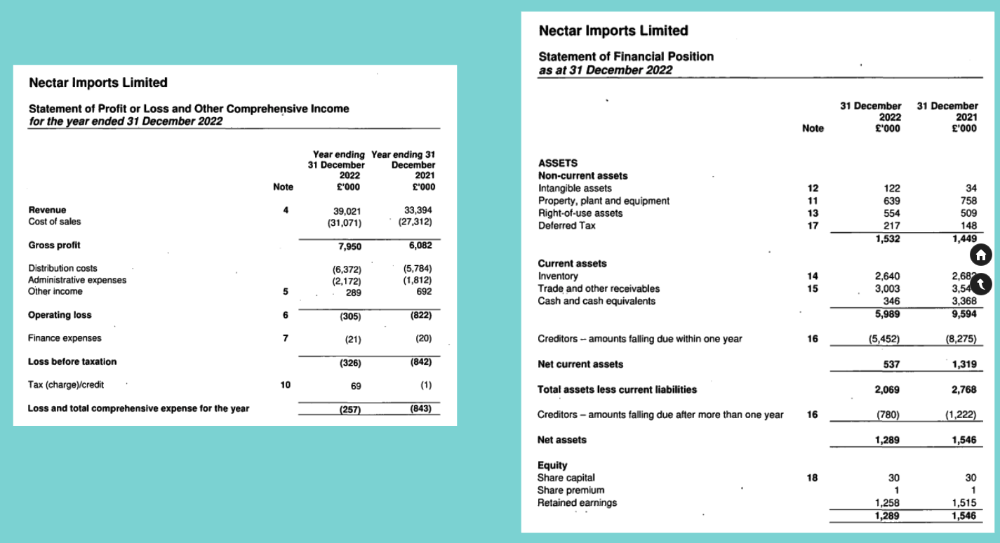 Nectar Imports Limited
Statement of Profit or Loss and Other Comprehensive Income
for the year ended 31 December 2022
Year ending Year ending 31
31 December December
2022 2021
Note £'000 £'000
Revenue 4 39,021 33,394
Cost of sales (31,071) (27,312)
Gross profit 7,950 6,082
Distribution costs (6,372) (5,784)
Administrative expenses (2,172) (1,812)
Other income 5 289 692
Operating loss 6 (305) (822)
Finance expenses 7 (21) (20)
Loss before taxation (326) (842)
Tax (charge)/credit 10 69 (1)
Loss and total comprehensive expense for the year (257) (843)
Nectar Imports Limited
Statement of Financial Position
as at 31 December 2022
31 December 31 December
2022 2021
Note £'000 £'000
ASSETS
Non-current assets
Intangible assets 12 122 34
Property, plant and equipment 11 639 758
Right-of-use assets 13 554 509
Deferred Tax 17 217 148
1,532 1,449
Current assets
Inventory 14 2,640
Trade and other receivables 15 3,003
Cash and cash equivalents 346 3,368
5,989 9,594
Creditors – amounts falling due within one year 16 (5,452) (8,275)
Net current assets 537 1,319
Total assets less current liabilities 2,069 2,768
Creditors – amounts falling due after more than one year 16 (780) (1,222)
Net assets 1,289 1,546
Equity
Share capital 18 30 30
Share premium 1 1
Retained earnings 1,258 1,515
1,289 1,546